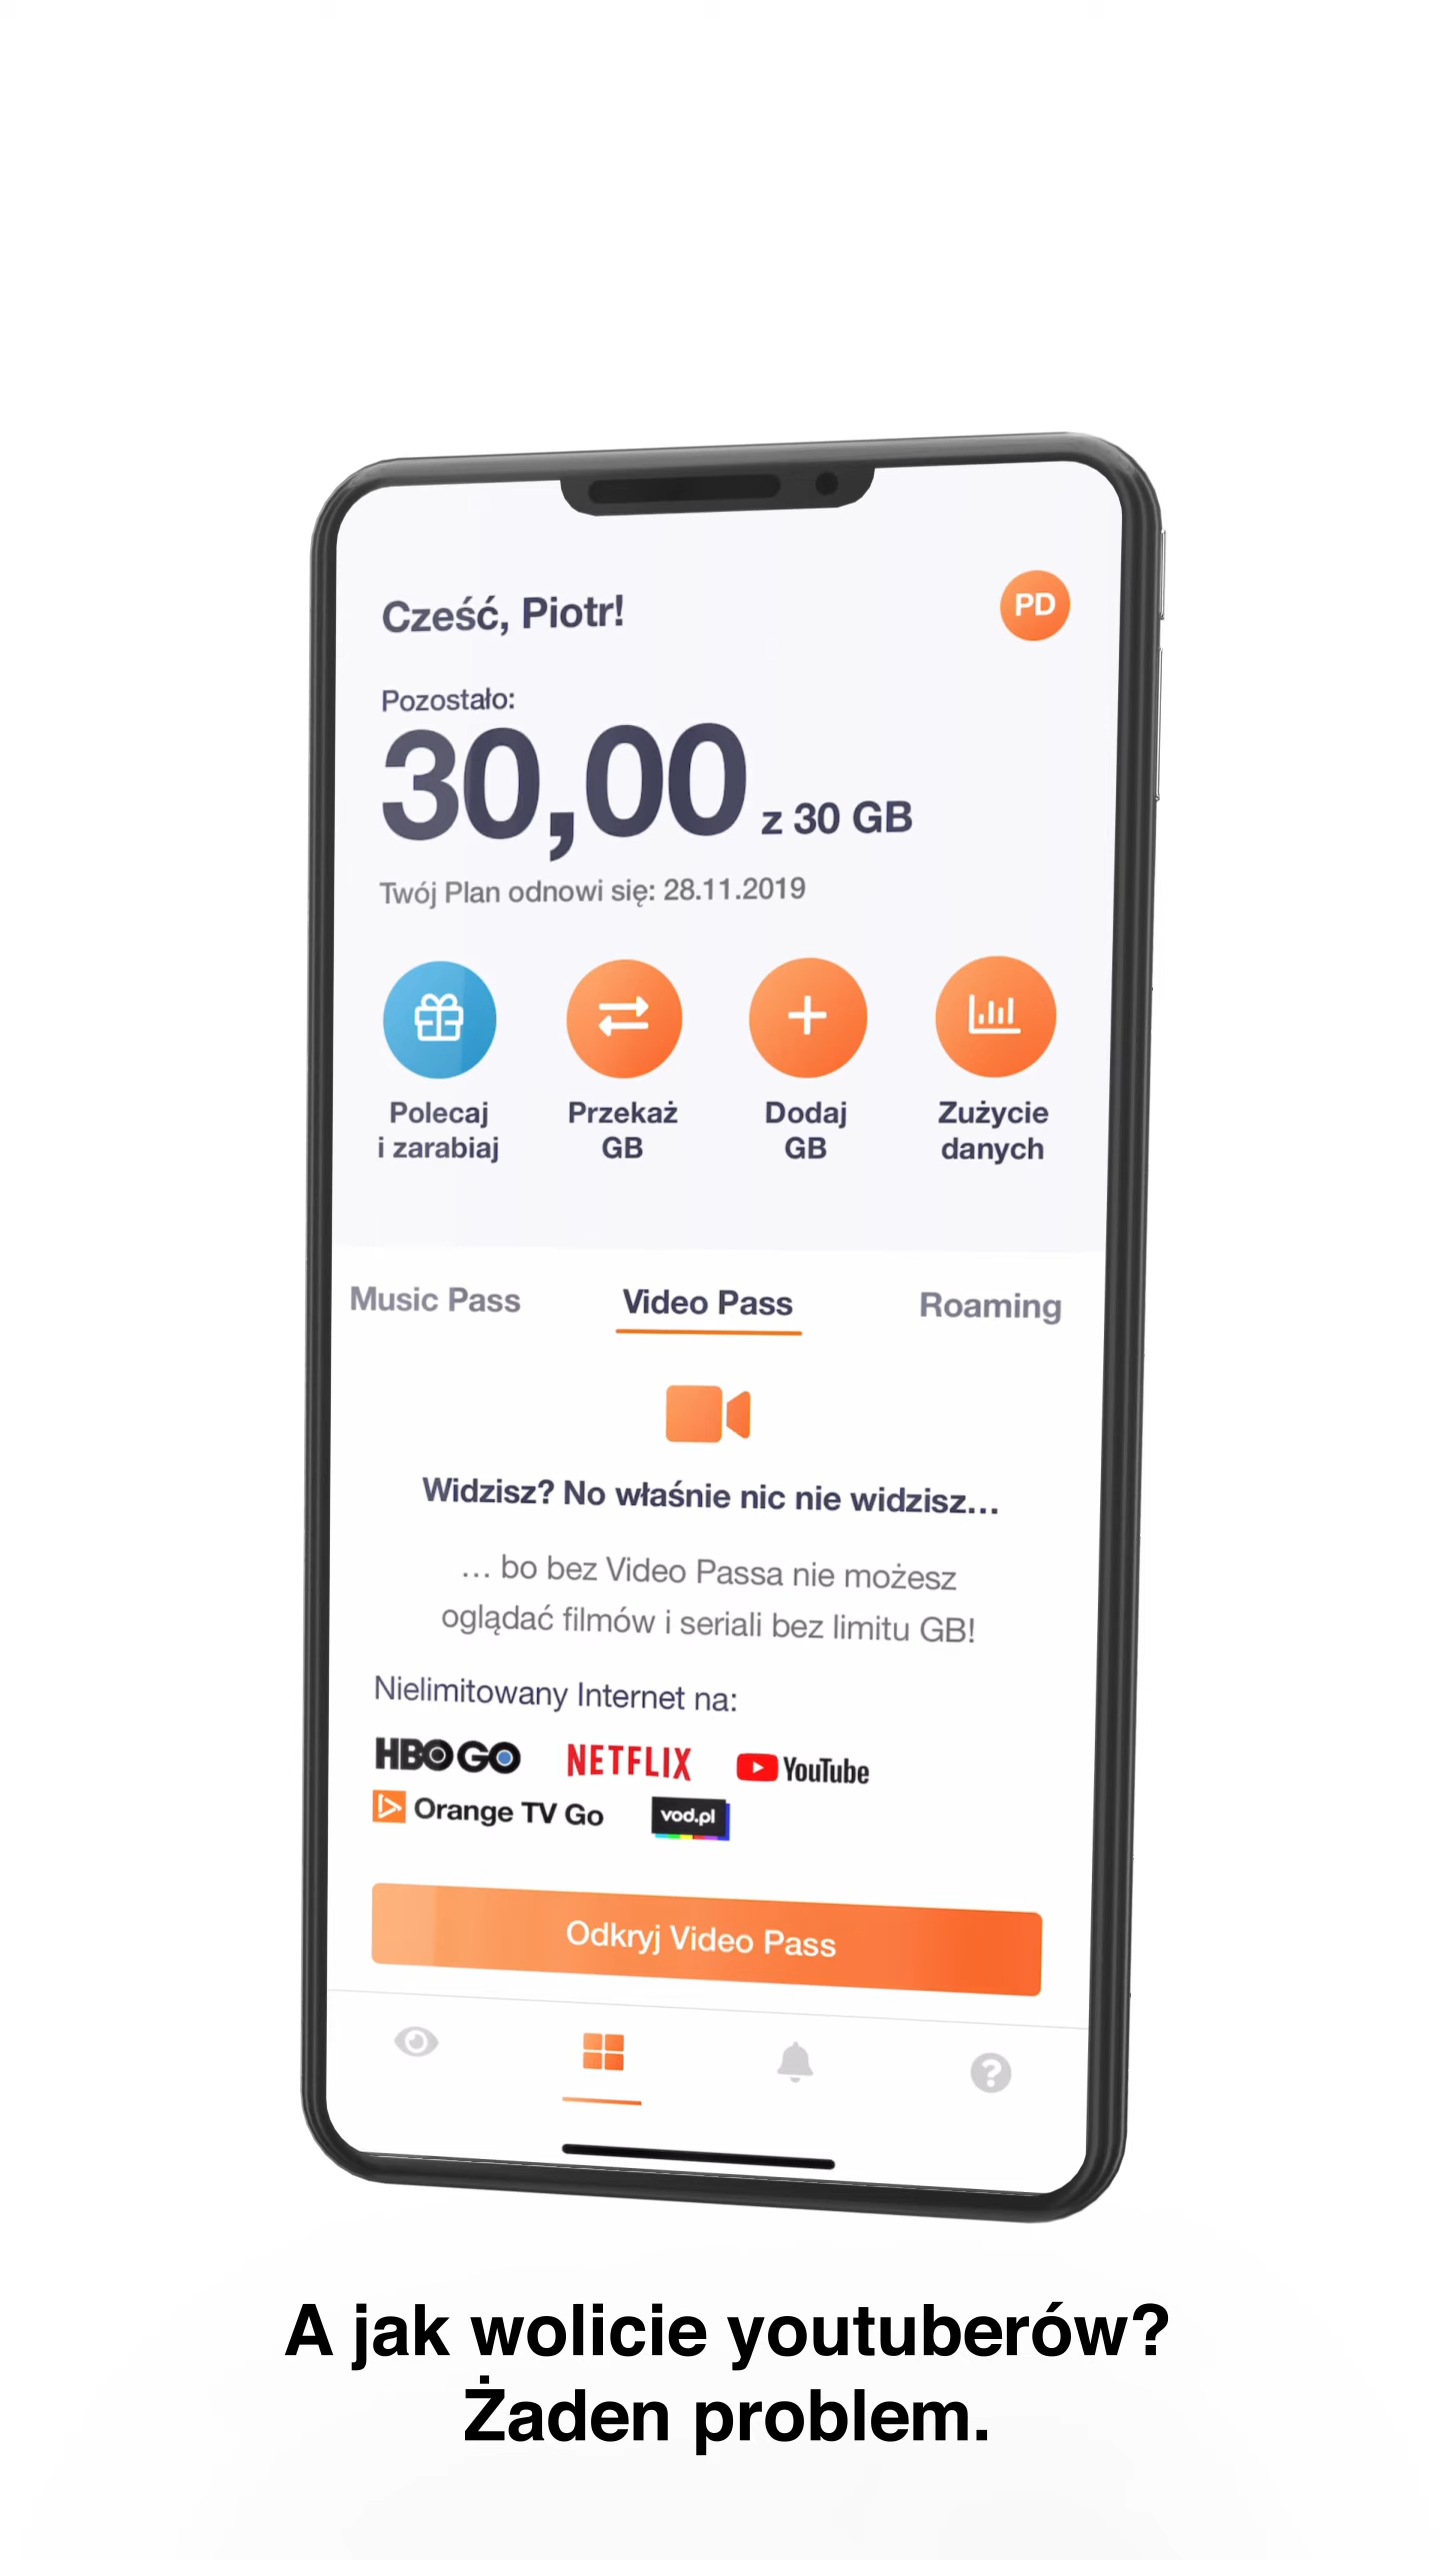 Cześć, Piotr!
PD
Pozostało:
30,00 z 30 GB
Twój Plan odnowi się: 28.11.2019
Polecaj
i zarabiaj
Przekaż
GB
Dodaj
GB
Zużycie
danych
Music Pass
Video Pass
Roaming
Widzisz? No właśnie nic nie widzisz...
... bo bez Video Passa nie możesz
oglądać filmów i seriali bez limitu GB!
Nielimitowany Internet na:
HBO GO NETFLIX YouTube
Orange TV Go vod.pl
Odkryj Video Pass
?
A jak wolicie youtuberów?
Żaden problem.